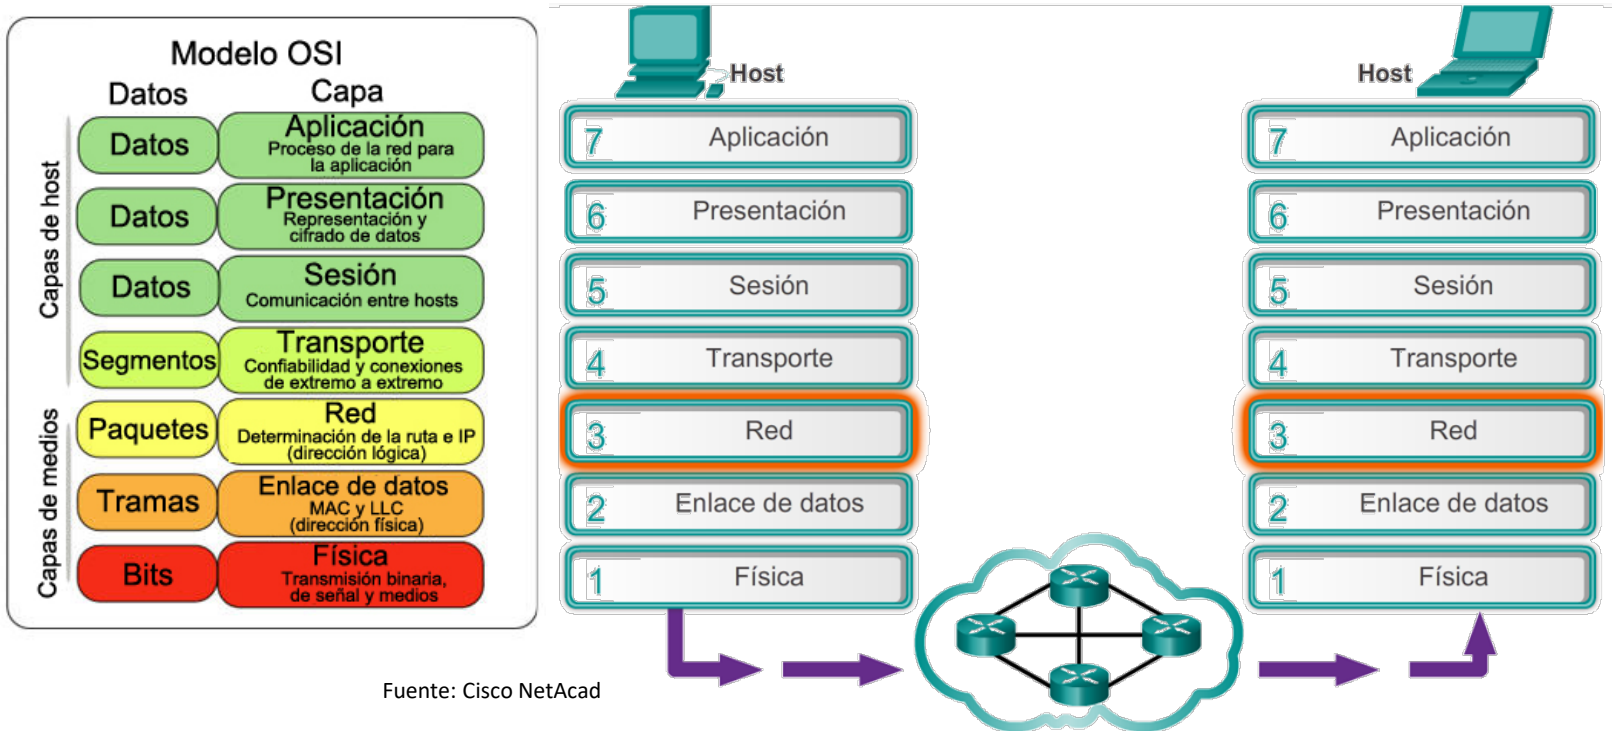 Modelo OSI
Datos
Capa
Capas de host
Datos
Aplicación
Proceso de la red para
la aplicación
Datos
Presentación
Representación y
cifrado de datos
Datos
Sesión
Comunicación entre hosts
Segmentos
Transporte
Confiabilidad y conexiones
de extremo a extremo
Capas de medios
Paquetes
Red
Determinación de la ruta e IP
(dirección lógica)
Tramas
Enlace de datos
MAC y LLC
(dirección física)
Bits
Física
Transmisión binaria,
de señal y medios
Host
7 Aplicación
6 Presentación
5 Sesión
4 Transporte
3 Red
2 Enlace de datos
1 Física
Host
7 Aplicación
6 Presentación
5 Sesión
4 Transporte
3 Red
2 Enlace de datos
1 Física
Fuente: Cisco NetAcad